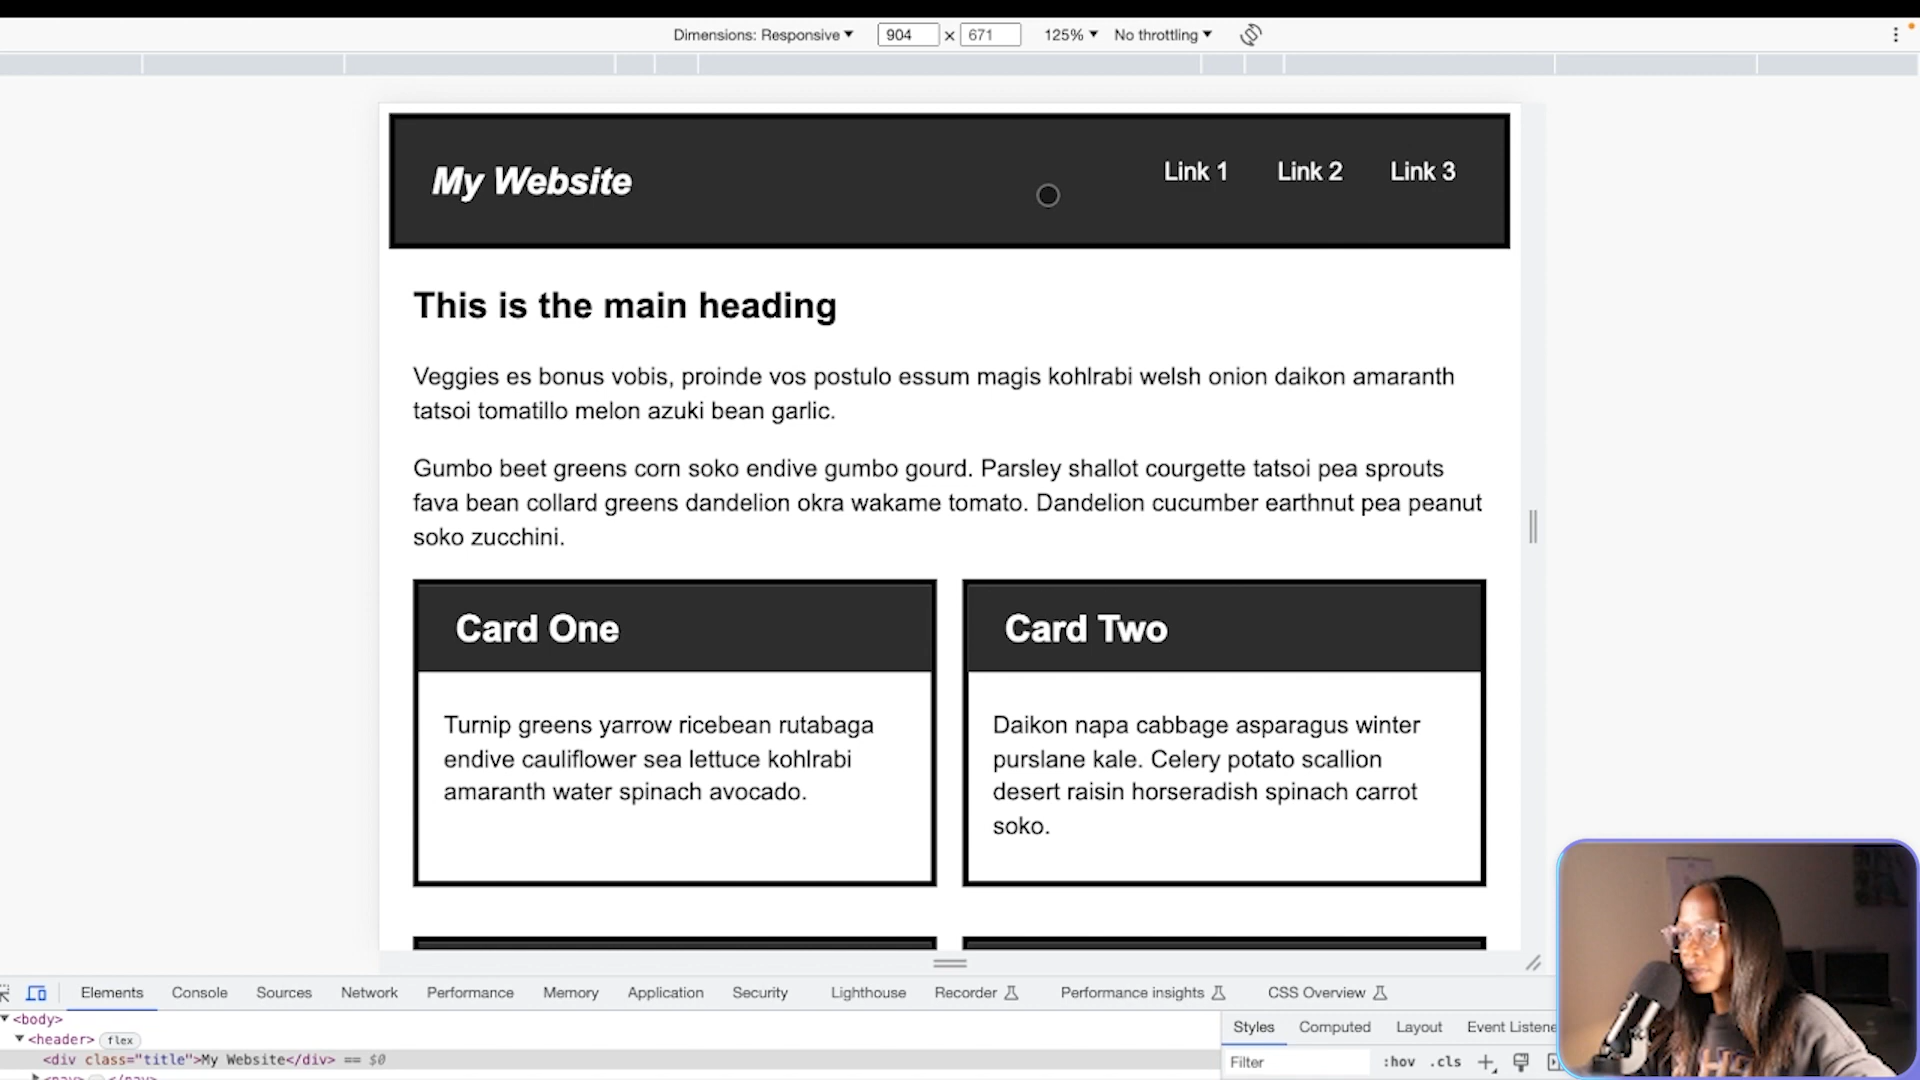 Dimensions: Responsive 904 × 671 125% No throttling
My Website Link 1 Link 2 Link 3
This is the main heading
Veggies es bonus vobis, proinde vos postulo essum magis kohlrabi welsh onion daikon amaranth
tatsoi tomatillo melon azuki bean garlic.
Gumbo beet greens corn soko endive gumbo gourd. Parsley shallot courgette tatsoi pea sprouts
fava bean collard greens dandelion okra wakame tomato. Dandelion cucumber earthnut pea peanut
soko zucchini.
Card One
Turnip greens yarrow ricebean rutabaga
endive cauliflower sea lettuce kohlrabi
amaranth water spinach avocado.
Card Two
Daikon napa cabbage asparagus winter
purslane kale. Celery potato scallion
desert raisin horseradish spinach carrot
soko.
Elements Console Sources Network Performance Memory Application Security Lighthouse Recorder Performance insights CSS Overview
<body>
<header> flex
<div class="title">My Website</div> == $0
Styles Computed Layout Event Listene
Filter :hov .cls